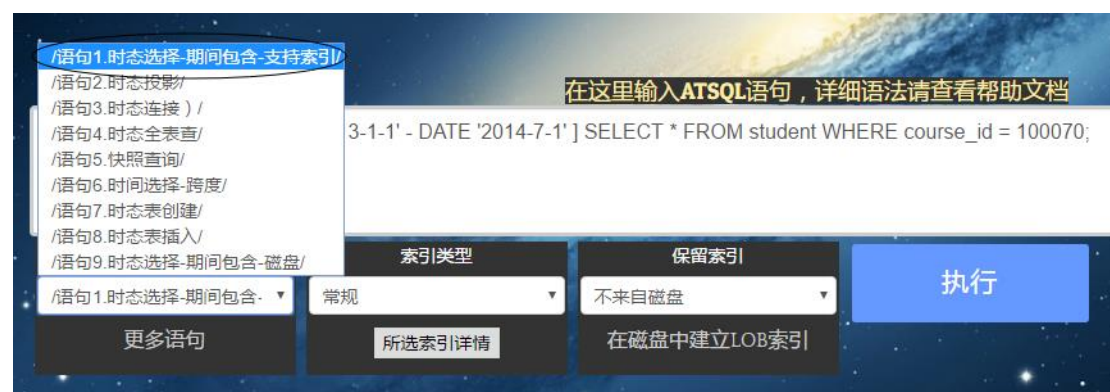 /语句1.时态选择-期间包含-支持索引/
/语句2.时态投影/
/语句3.时态连接）/
/语句4.时态全表查/
/语句5.快照查询/
/语句6.时间选择-跨度/
/语句7.时态表创建/
/语句8.时态表插入/
/语句9.时态选择-期间包含-磁盘/
在这里输入ATSQL语句，详细语法请查看帮助文档
3-1-1' - DATE '2014-7-1' ] SELECT * FROM student WHERE course_id = 100070;
索引类型
保留索引
/语句1.时态选择-期间包含-
常规
不来自磁盘
执行
更多语句
所选索引详情
在磁盘中建立LOB索引